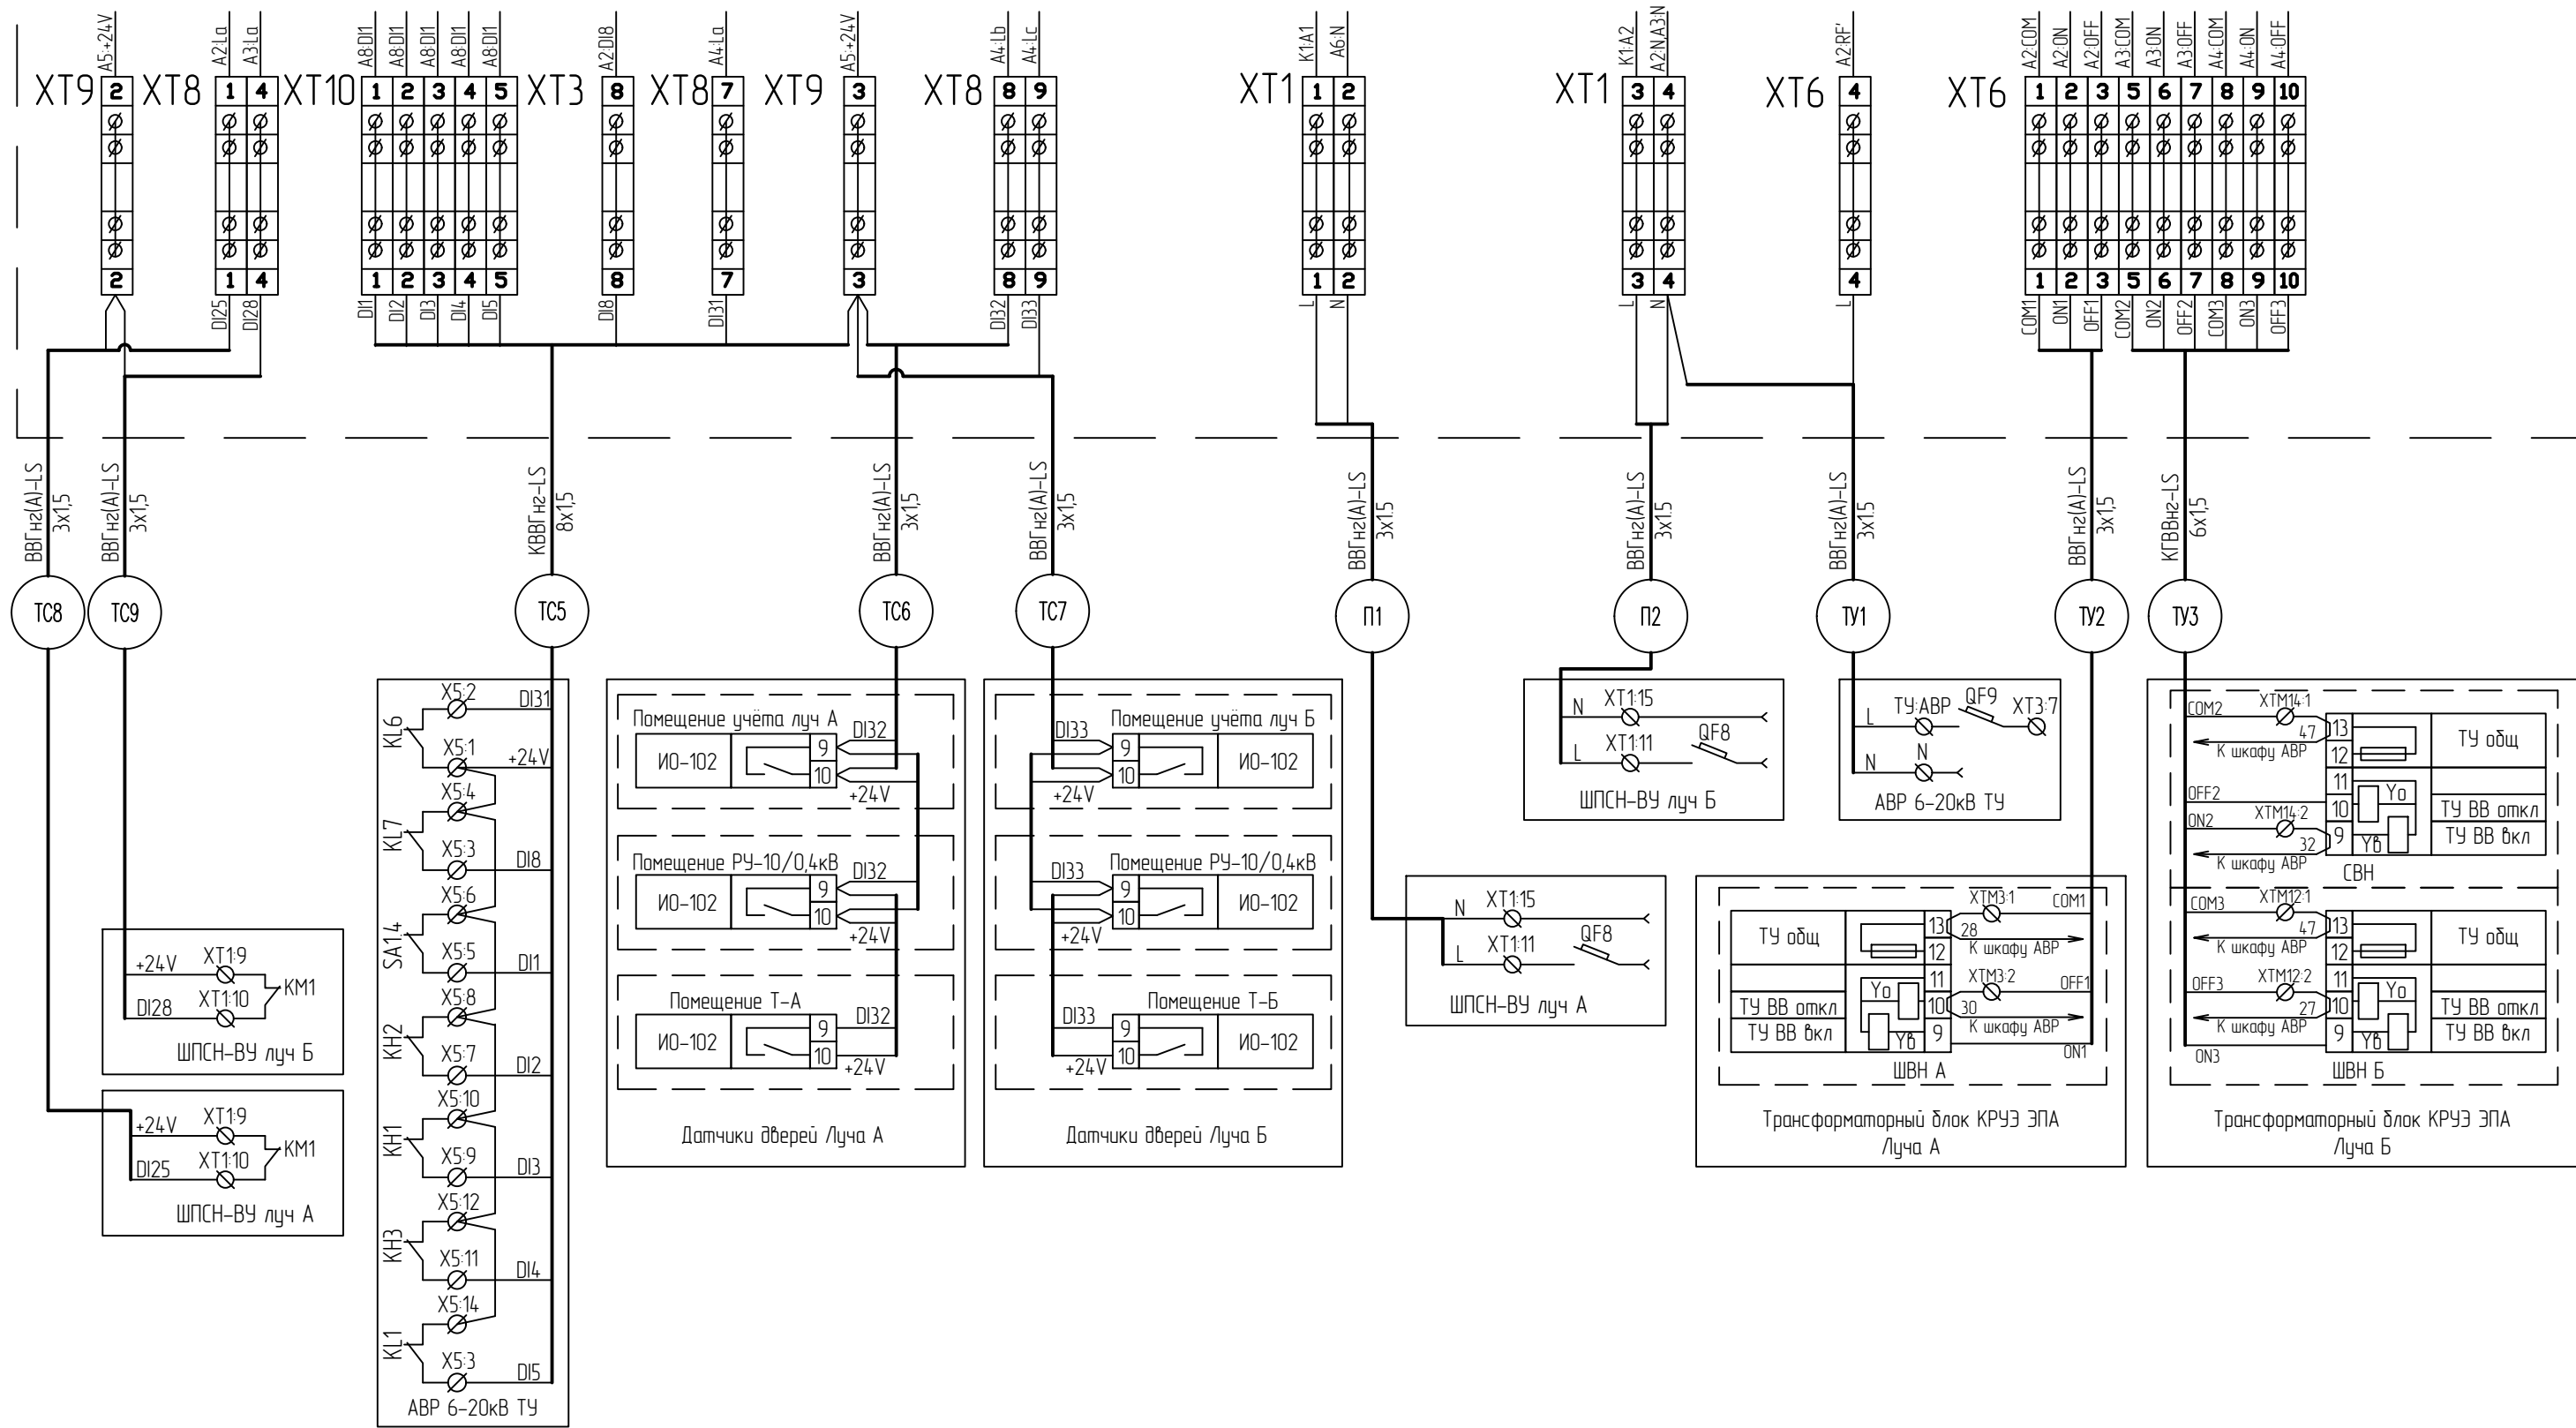 A5:+24V
A2:La
A3:La
A8:DI1
A8:DI1
A8:DI1
A8:DI1
A8:DI1
A2:DI8
A4:La
A5:+24V
A4:Lb
A4:Lc
K1:A1
A6:N
K1:A2
A2:N,A3:N
A2:RF'
A2:COM
A2:ON
A2:OFF
A3:COM
A3:ON
A3:OFF
A4:COM
A4:ON
A4:OFF
XT9 2
XT8 1 4
XT10 1 2 3 4 5
XT3 8
XT8 7
XT9 3
XT8 8 9
XT1 1 2
XT1 3 4
XT6 4
XT6 1 2 3 5 6 7 8 9 10
2
1 4
1 2 3 4 5
8
7
3
8 9
1 2
3 4
4
1 2 3 5 6 7 8 9 10
DI25
DI28
DI1
DI2
DI3
DI4
DI5
DI8
DI31
DI32
DI33
L
N
L
N
L
COM1
ON1
OFF1
COM2
ON2
OFF2
COM3
ON3
OFF3
ВВГнг(А)-LS
3x1,5
ВВГнг(А)-LS
3x1,5
КВВГнг-LS
8x1,5
ВВГнг(А)-LS
3x1,5
ВВГнг(А)-LS
3x1,5
ВВГнг(А)-LS
3x1.5
ВВГнг(А)-LS
3x1.5
ВВГнг(А)-LS
3x1.5
ВВГнг(А)-LS
3x1,5
КГВВнг-LS
6x1,5
ТС8
ТС9
ТС5
ТС6
ТС7
П1
П2
ТУ1
ТУ2
ТУ3
+24V
XT1:9
KM1
DI28
XT1:10
ШПСН-ВУ луч Б
+24V
XT1:9
KM1
DI25
XT1:10
ШПСН-ВУ луч А
KL6
X5:2
DI31
X5:1
+24V
KL7
X5:4
X5:3
DI8
SA1.4
X5:6
X5:5
DI1
KH2
X5:8
X5:7
DI2
KH1
X5:10
X5:9
DI3
KH3
X5:12
X5:11
DI4
KL1
X5:14
X5:3
DI5
АВР 6-20кВ ТУ
Помещение учёта луч А
ИО-102
9
10
DI32
+24V
Помещение РУ-10/0,4кВ
ИО-102
9
10
DI32
+24V
Помещение Т-А
ИО-102
9
10
DI32
+24V
Датчики дверей Луча А
Помещение учёта луч Б
DI33
9
10
ИО-102
+24V
Помещение РУ-10/0,4кВ
DI33
9
10
ИО-102
+24V
Помещение Т-Б
DI33
9
10
ИО-102
+24V
Датчики дверей Луча Б
N
XT1:15
L
XT1:11
QF8
ШПСН-ВУ луч А
N
XT1:15
L
XT1:11
QF8
ШПСН-ВУ луч Б
L
ТУ:АВР
QF9
XT3:7
N
N
АВР 6-20кВ ТУ
ТУ общ
13
12
XTM3:1
COM1
28
К шкафу АВР
11
XTM3:2
OFF1
ТУ ВВ откл
Yо
10
30
К шкафу АВР
ТУ ВВ вкл
Yв
9
ON1
ШВН А
Трансформаторный блок КРУЭ ЭПА
Луча А
COM2
XTM14:1
47
К шкафу АВР
13
12
ТУ общ
11
OFF2
10
Yо
ТУ ВВ откл
ON2
XTM14:2
32
К шкафу АВР
9
Yв
ТУ ВВ вкл
СВН
COM3
XTM12:1
47
К шкафу АВР
13
12
ТУ общ
11
OFF3
XTM12:2
27
К шкафу АВР
10
Yо
ТУ ВВ откл
9
Yв
ТУ ВВ вкл
ON3
ШВН Б
Трансформаторный блок КРУЭ ЭПА
Луча Б